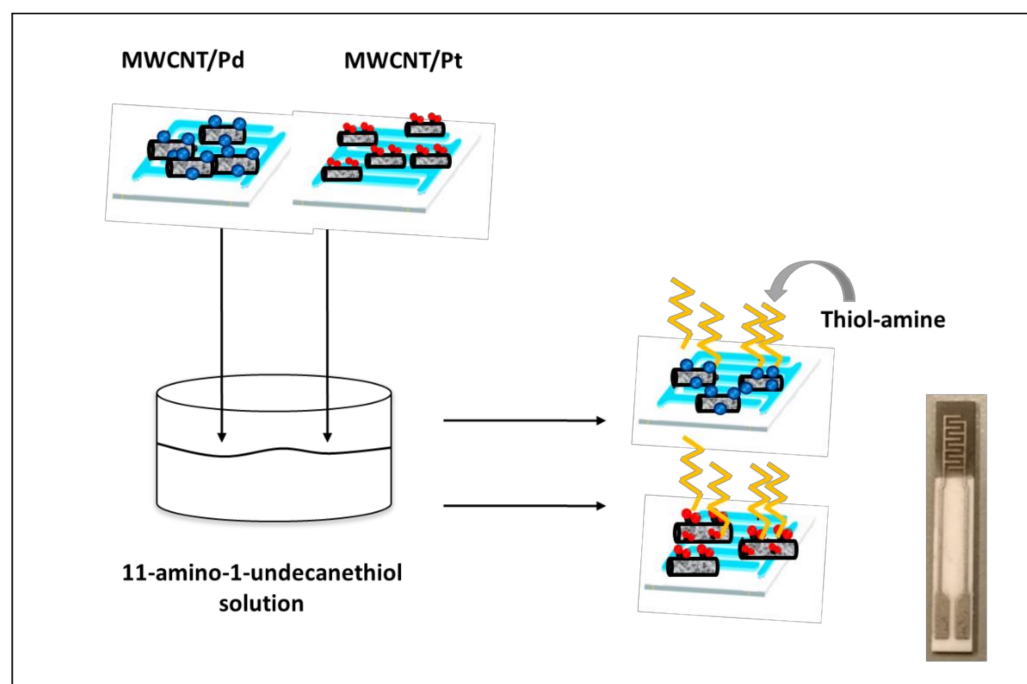 MWCNT/Pd
MWCNT/Pt
Thiol-amine
11-amino-1-undecanethiol
solution